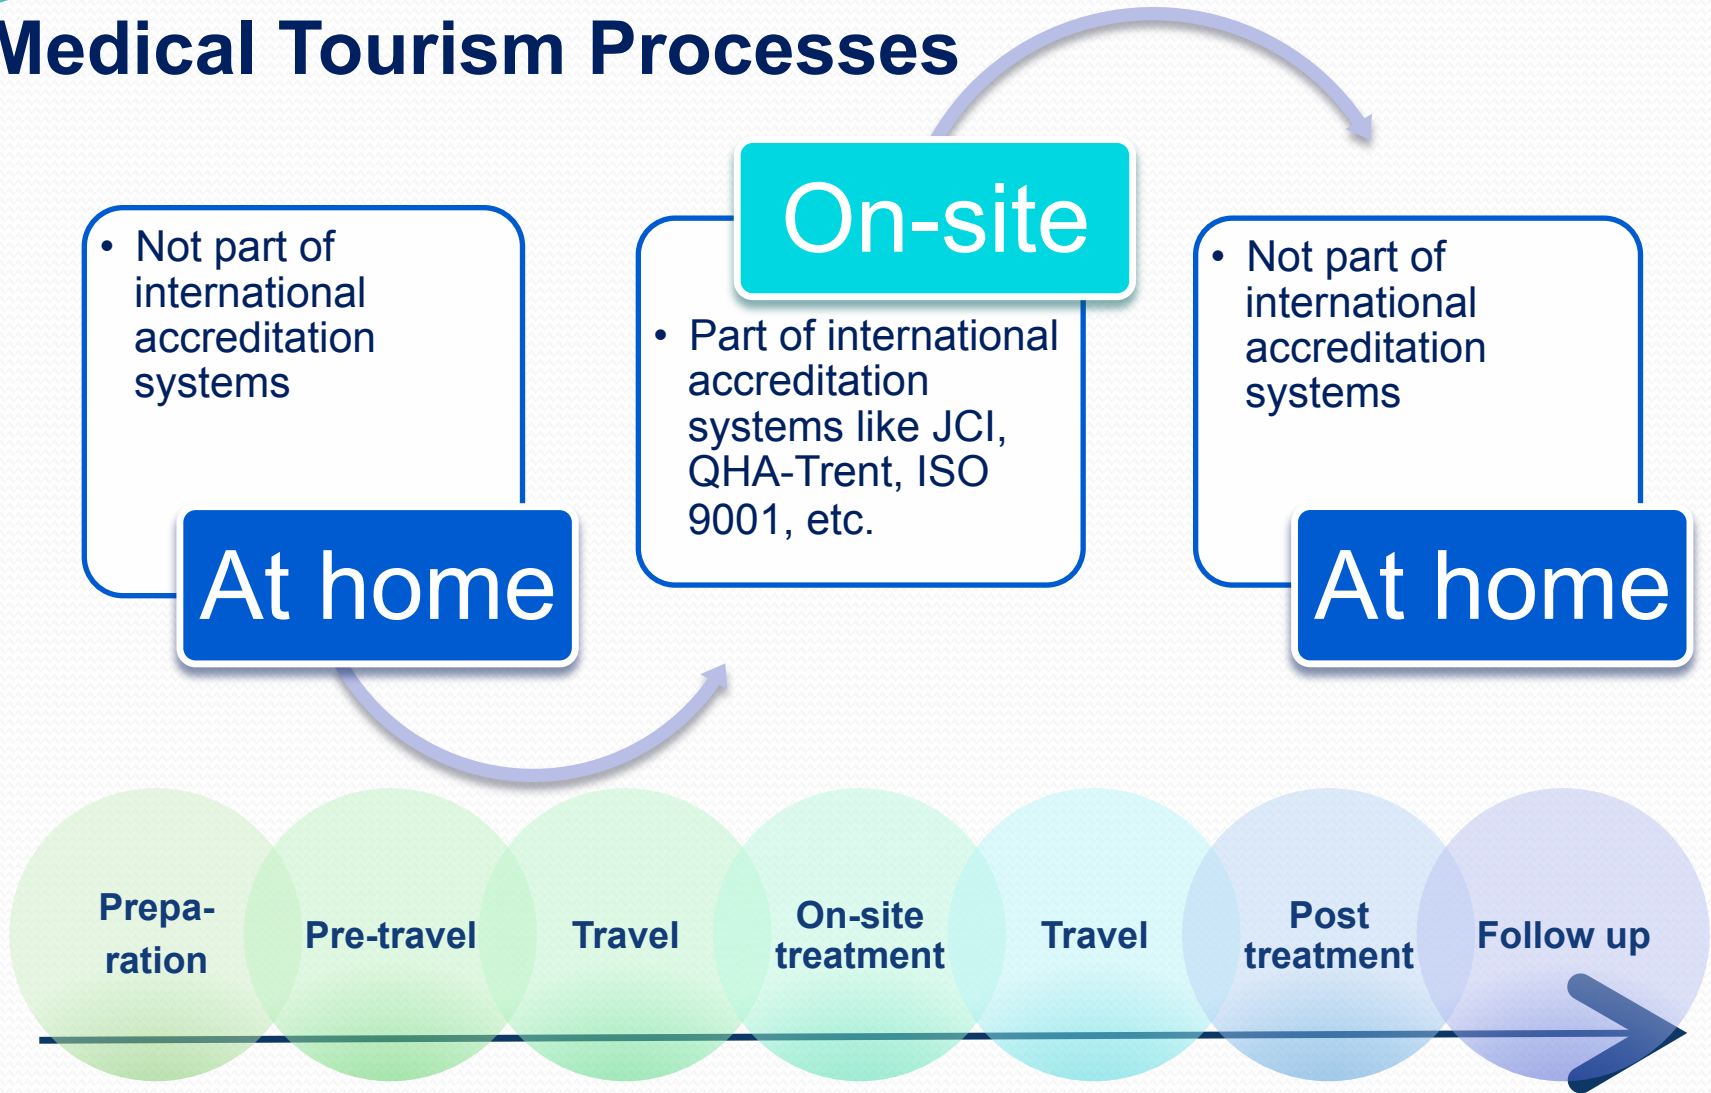 Medical Tourism Processes
• Not part of
international
accreditation
systems
At home
On-site
• Part of international
accreditation
systems like JCI,
QHA-Trent, ISO
9001, etc.
• Not part of
international
accreditation
systems
At home
Prepa-
ration
Pre-travel
Travel
On-site
treatment
Travel
Post
treatment
Follow up